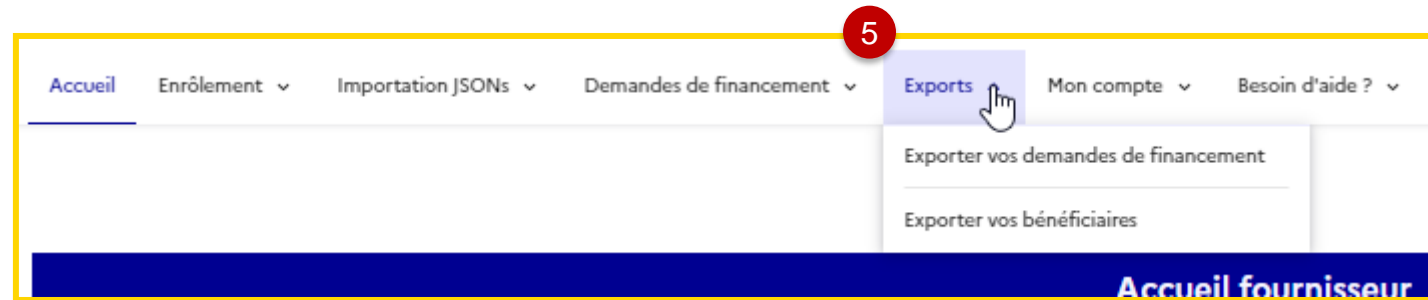 5
Accueil Enrôlement Importation JSONs Demandes de financement Exports Mon compte Besoin d'aide ?
Exporter vos demandes de financement
Exporter vos bénéficiaires
Accueil fournisseur